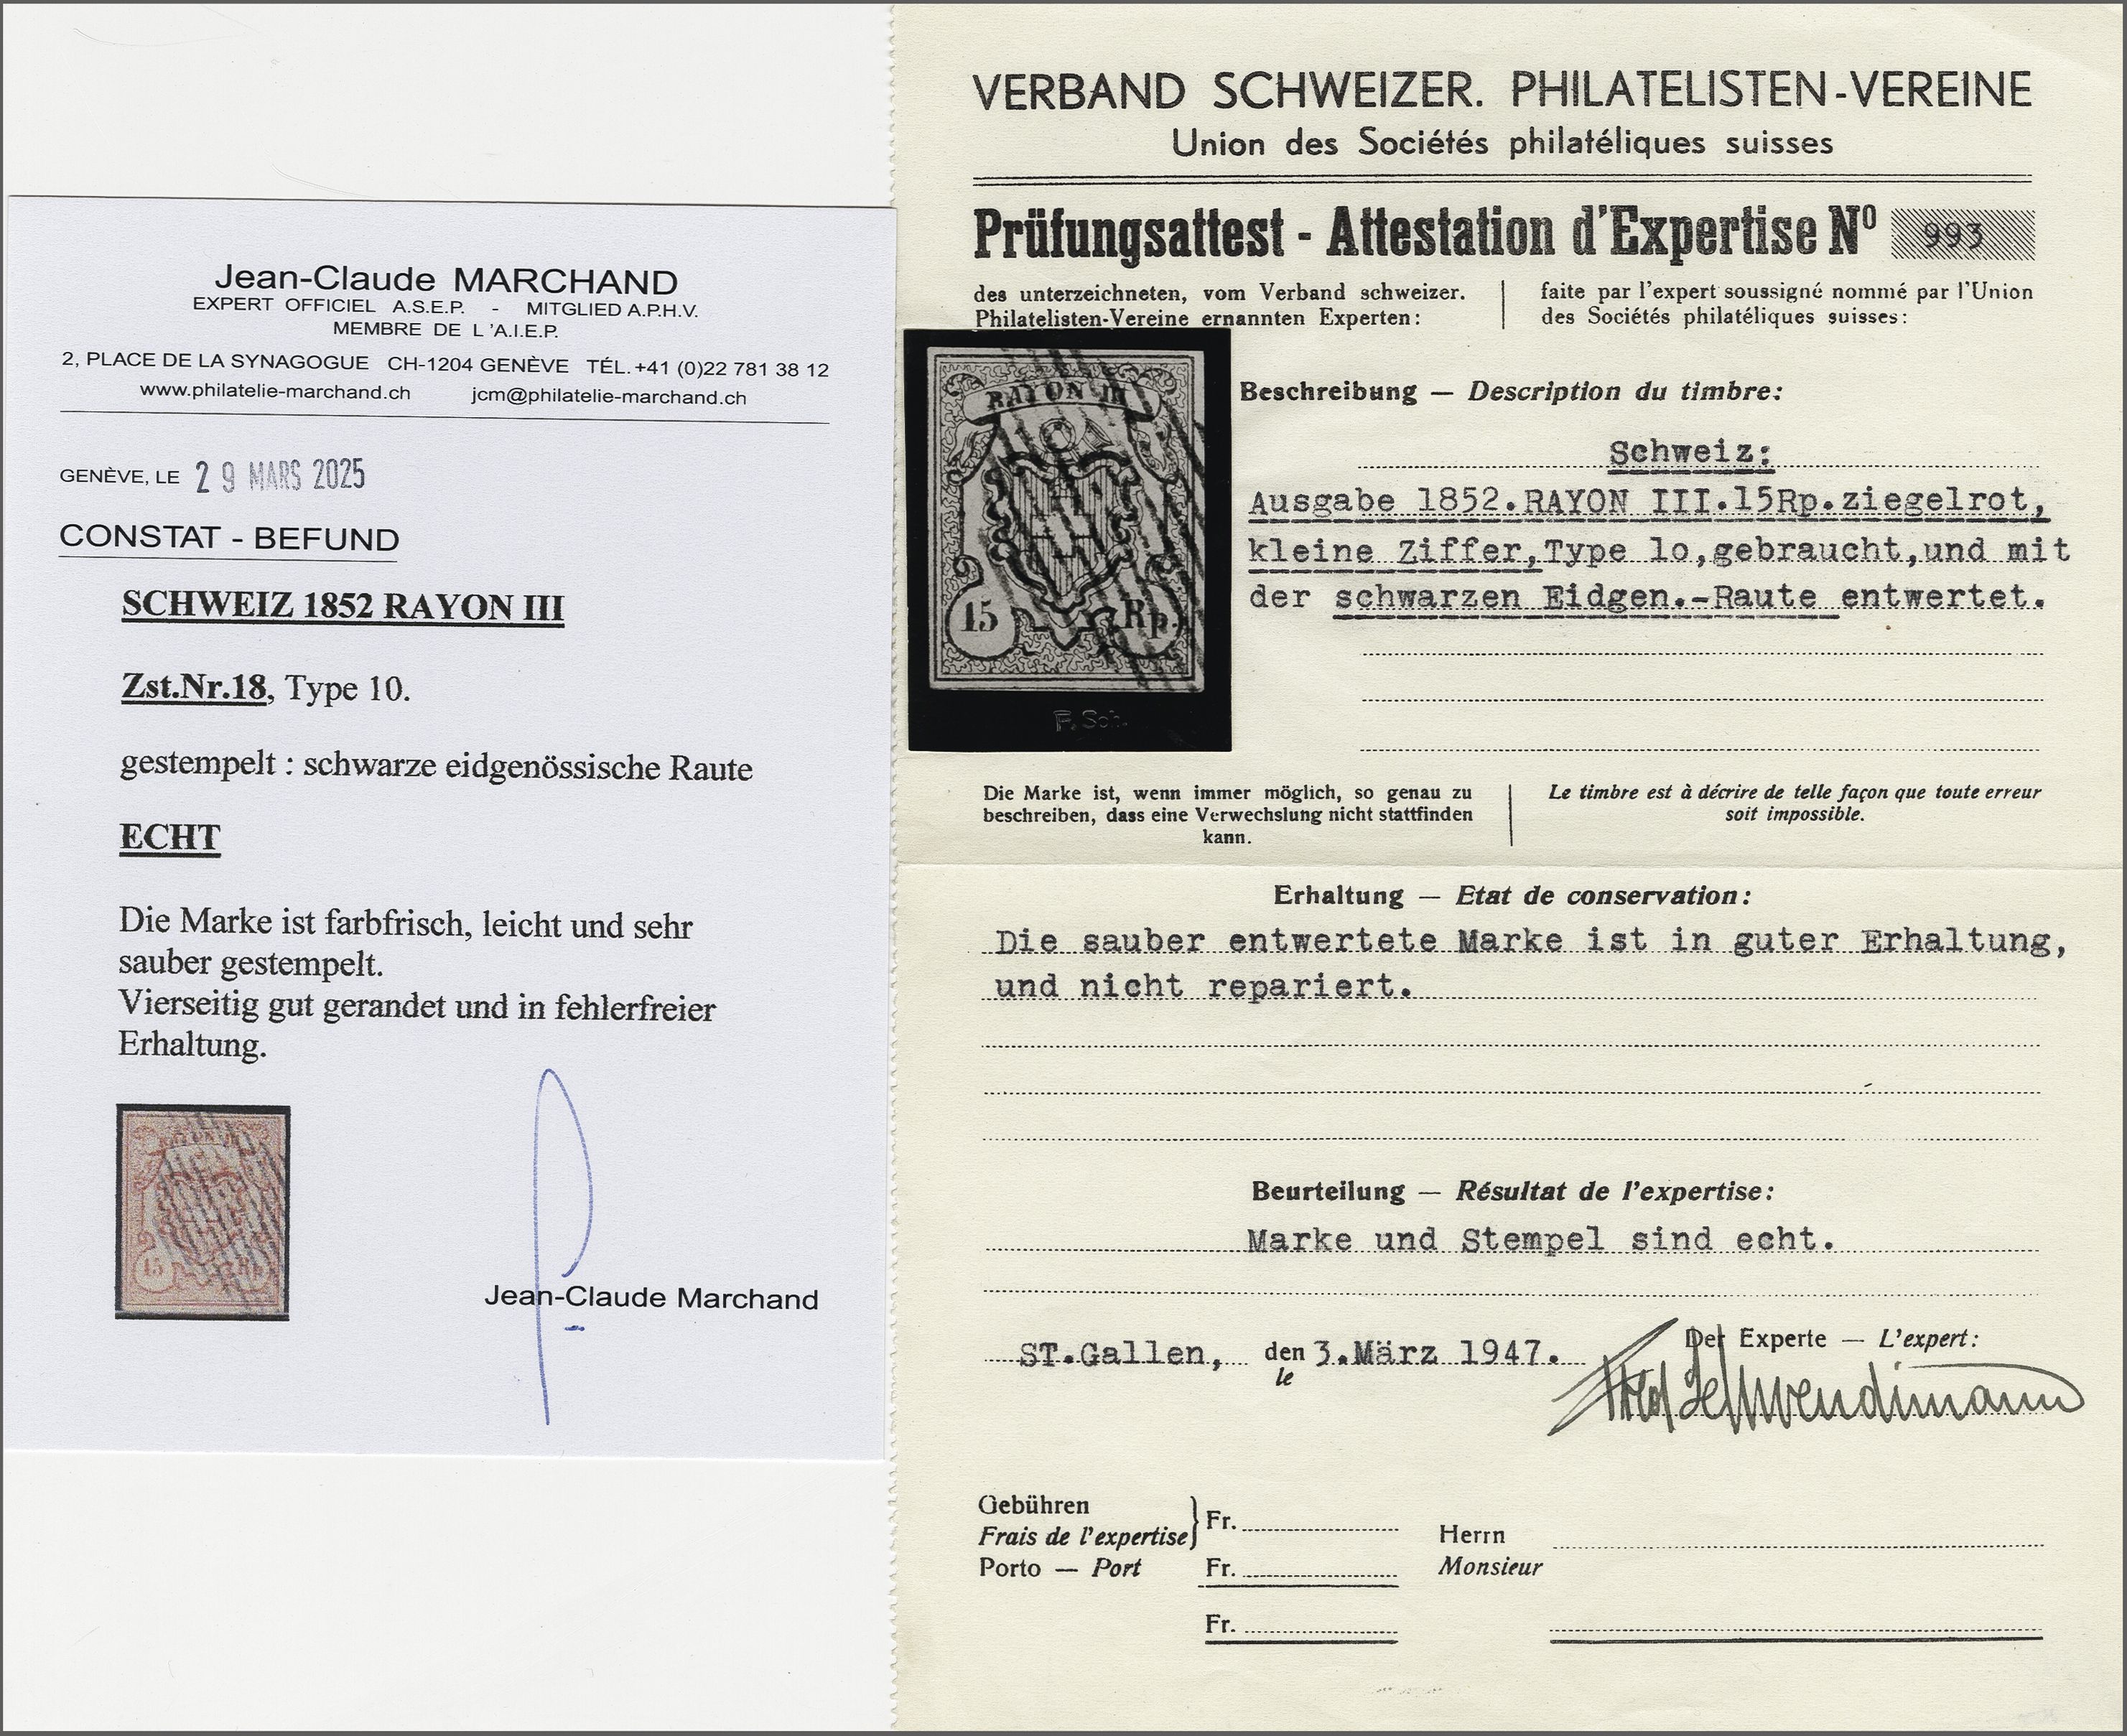 Jean-Claude MARCHAND
EXPERT OFFICIEL A.S.E.P. - MITGLIED A.P.H.V.
MEMBRE DE L'A.I.E.P.
2, PLACE DE LA SYNAGOGUE CH-1204 GENÈVE TÉL. +41 (0)22 781 38 12
www.philatelie-marchand.ch jcm@philatelie-marchand.ch
GENÈVE, LE 29 MARS 2025
CONSTAT - BEFUND
SCHWEIZ 1852 RAYON III
Zst.Nr.18, Type 10.
gestempelt : schwarze eidgenössische Raute
ECHT
Die Marke ist farbfrisch, leicht und sehr
sauber gestempelt.
Vierseitig gut gerandet und in fehlerfreier
Erhaltung.
RAYON III
15 Rp.
Jean-Claude Marchand
VERBAND SCHWEIZER. PHILATELISTEN-VEREINE
Union des Sociétés philatéliques suisses
Prüfungsattest - Attestation d'Expertise Nº 993
des unterzeichneten, vom Verband schweizer.
Philatelisten-Vereine ernannten Experten:
faite par l'expert soussigné nommé par l'Union
des Sociétés philatéliques suisses:
RAYON III
15 Rp.
F. Sch.
Beschreibung — Description du timbre:
Schweiz:
Ausgabe 1852.RAYON III.15Rp.ziegelrot,
kleine Ziffer,Type lo,gebraucht,und mit
der schwarzen Eidgen.-Raute entwertet.
Die Marke ist, wenn immer möglich, so genau zu
beschreiben, dass eine Verwechslung nicht stattfinden
kann.
Le timbre est à décrire de telle façon que toute erreur
soit impossible.
Erhaltung — Etat de conservation:
Die sauber entwertete Marke ist in guter Erhaltung,
und nicht repariert.
Beurteilung — Résultat de l'expertise:
Marke und Stempel sind echt.
ST.Gallen, den 3.März 1947.
le
Der Experte — L'expert:
Gebühren
Frais de l'expertise} Fr.
Porto — Port Fr.
Fr.
Herrn
Monsieur